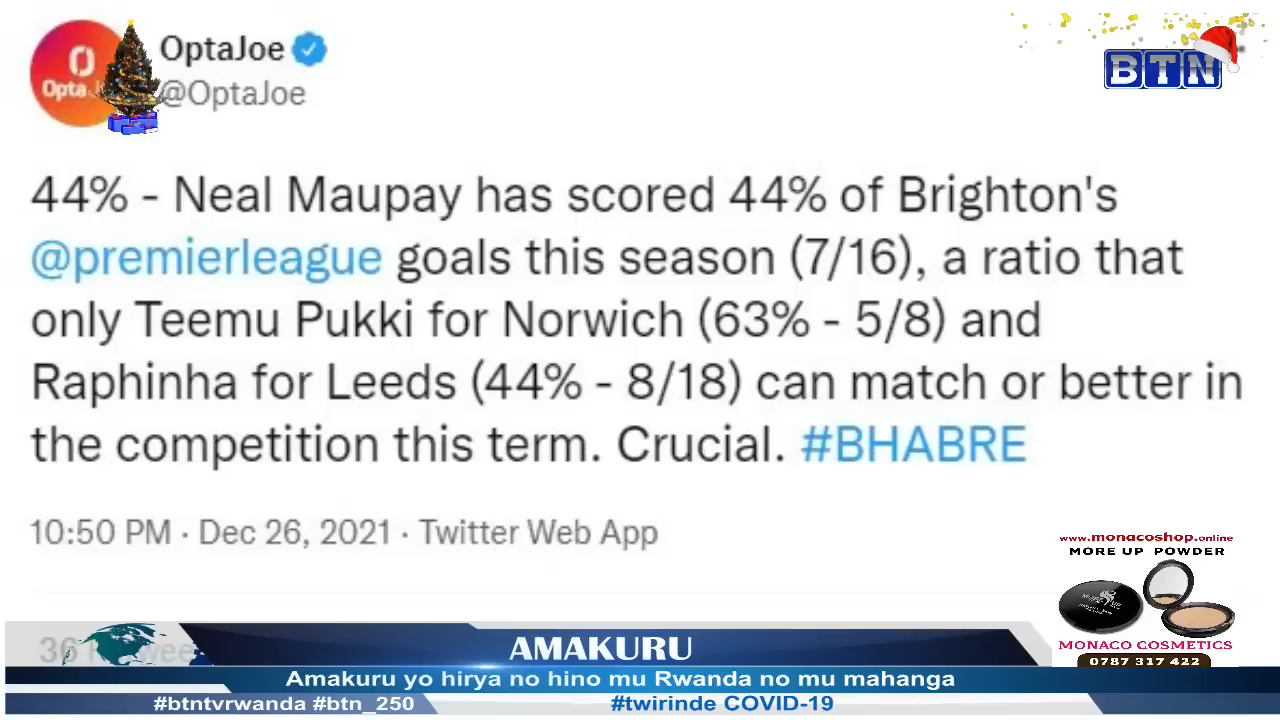 OptaJoe
@OptaJoe
Opta
BTN
44% - Neal Maupay has scored 44% of Brighton's
@premierleague goals this season (7/16), a ratio that
only Teemu Pukki for Norwich (63% - 5/8) and
Raphinha for Leeds (44% - 8/18) can match or better in
the competition this term. Crucial. #BHABRE
10:50 PM · Dec 26, 2021 · Twitter Web App
www.monacoshop.online
MORE UP POWDER
MONACO COSMETICS
0787 317 422
AMAKURU
Amakuru yo hirya no hino mu Rwanda no mu mahanga
#btntvrwanda #btn_250
#twirinde COVID-19